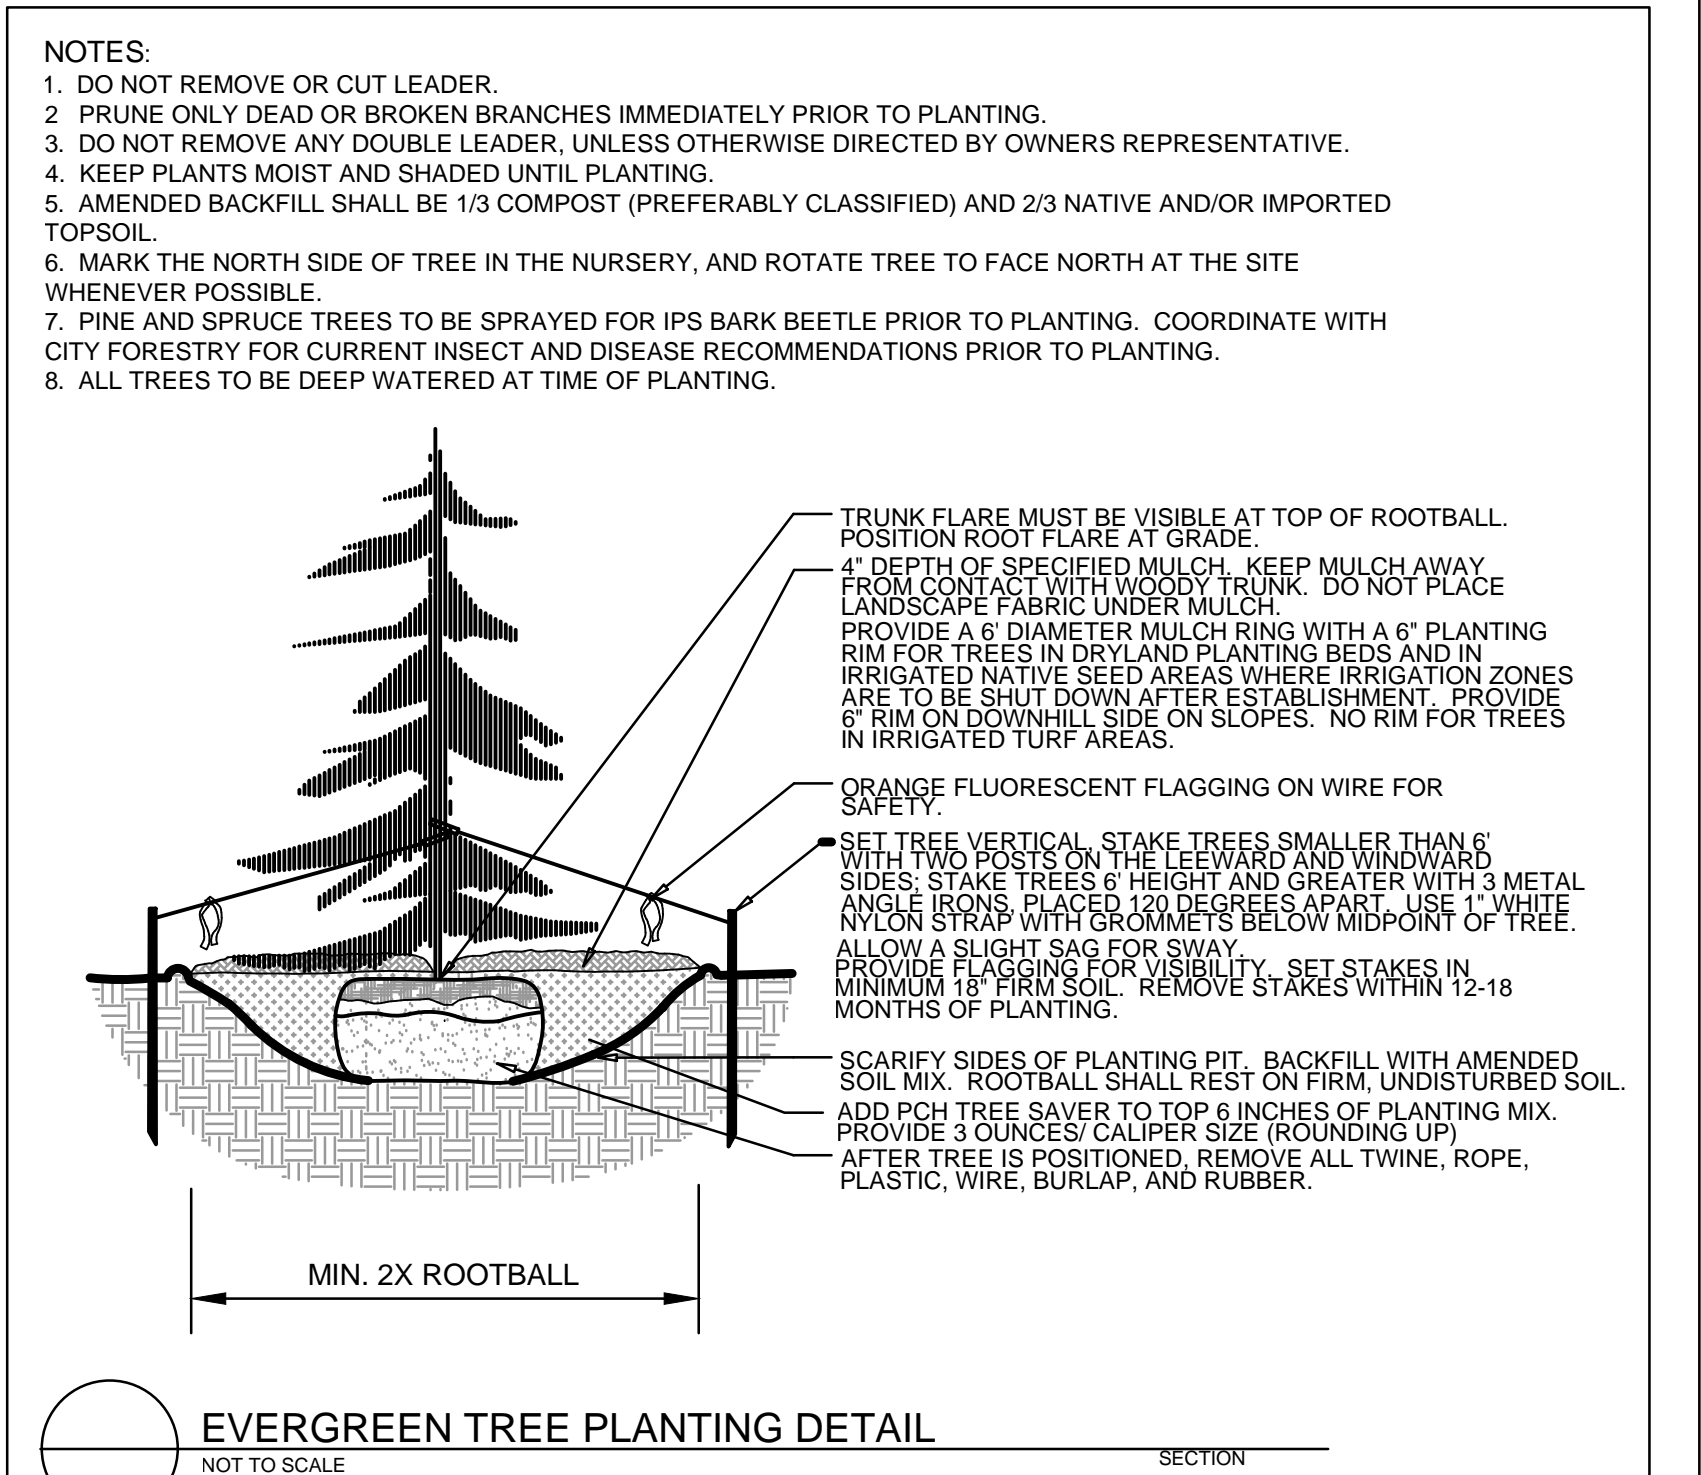 NOTES:
1. DO NOT REMOVE OR CUT LEADER.
2 PRUNE ONLY DEAD OR BROKEN BRANCHES IMMEDIATELY PRIOR TO PLANTING.
3. DO NOT REMOVE ANY DOUBLE LEADER, UNLESS OTHERWISE DIRECTED BY OWNERS REPRESENTATIVE.
4. KEEP PLANTS MOIST AND SHADED UNTIL PLANTING.
5. AMENDED BACKFILL SHALL BE 1/3 COMPOST (PREFERABLY CLASSIFIED) AND 2/3 NATIVE AND/OR IMPORTED
TOPSOIL.
6. MARK THE NORTH SIDE OF TREE IN THE NURSERY, AND ROTATE TREE TO FACE NORTH AT THE SITE
WHENEVER POSSIBLE.
7. PINE AND SPRUCE TREES TO BE SPRAYED FOR IPS BARK BEETLE PRIOR TO PLANTING. COORDINATE WITH
CITY FORESTRY FOR CURRENT INSECT AND DISEASE RECOMMENDATIONS PRIOR TO PLANTING.
8. ALL TREES TO BE DEEP WATERED AT TIME OF PLANTING.
TRUNK FLARE MUST BE VISIBLE AT TOP OF ROOTBALL.
POSITION ROOT FLARE AT GRADE.
4" DEPTH OF SPECIFIED MULCH. KEEP MULCH AWAY
FROM CONTACT WITH WOODY TRUNK. DO NOT PLACE
LANDSCAPE FABRIC UNDER MULCH.
PROVIDE A 6' DIAMETER MULCH RING WITH A 6" PLANTING
RIM FOR TREES IN DRYLAND PLANTING BEDS AND IN
IRRIGATED NATIVE SEED AREAS WHERE IRRIGATION ZONES
ARE TO BE SHUT DOWN AFTER ESTABLISHMENT. PROVIDE
6" RIM ON DOWNHILL SIDE ON SLOPES. NO RIM FOR TREES
IN IRRIGATED TURF AREAS.
ORANGE FLUORESCENT FLAGGING ON WIRE FOR
SAFETY.
SET TREE VERTICAL, STAKE TREES SMALLER THAN 6'
WITH TWO POSTS ON THE LEEWARD AND WINDWARD
SIDES; STAKE TREES 6' HEIGHT AND GREATER WITH 3 METAL
ANGLE IRONS, PLACED 120 DEGREES APART. USE 1" WHITE
NYLON STRAP WITH GROMMETS BELOW MIDPOINT OF TREE.
ALLOW A SLIGHT SAG FOR SWAY.
PROVIDE FLAGGING FOR VISIBILITY. SET STAKES IN
MINIMUM 18" FIRM SOIL. REMOVE STAKES WITHIN 12-18
MONTHS OF PLANTING.
SCARIFY SIDES OF PLANTING PIT. BACKFILL WITH AMENDED
SOIL MIX. ROOTBALL SHALL REST ON FIRM, UNDISTURBED SOIL.
ADD PCH TREE SAVER TO TOP 6 INCHES OF PLANTING MIX.
PROVIDE 3 OUNCES/ CALIPER SIZE (ROUNDING UP)
AFTER TREE IS POSITIONED, REMOVE ALL TWINE, ROPE,
PLASTIC, WIRE, BURLAP, AND RUBBER.
MIN. 2X ROOTBALL
EVERGREEN TREE PLANTING DETAIL
NOT TO SCALE
SECTION